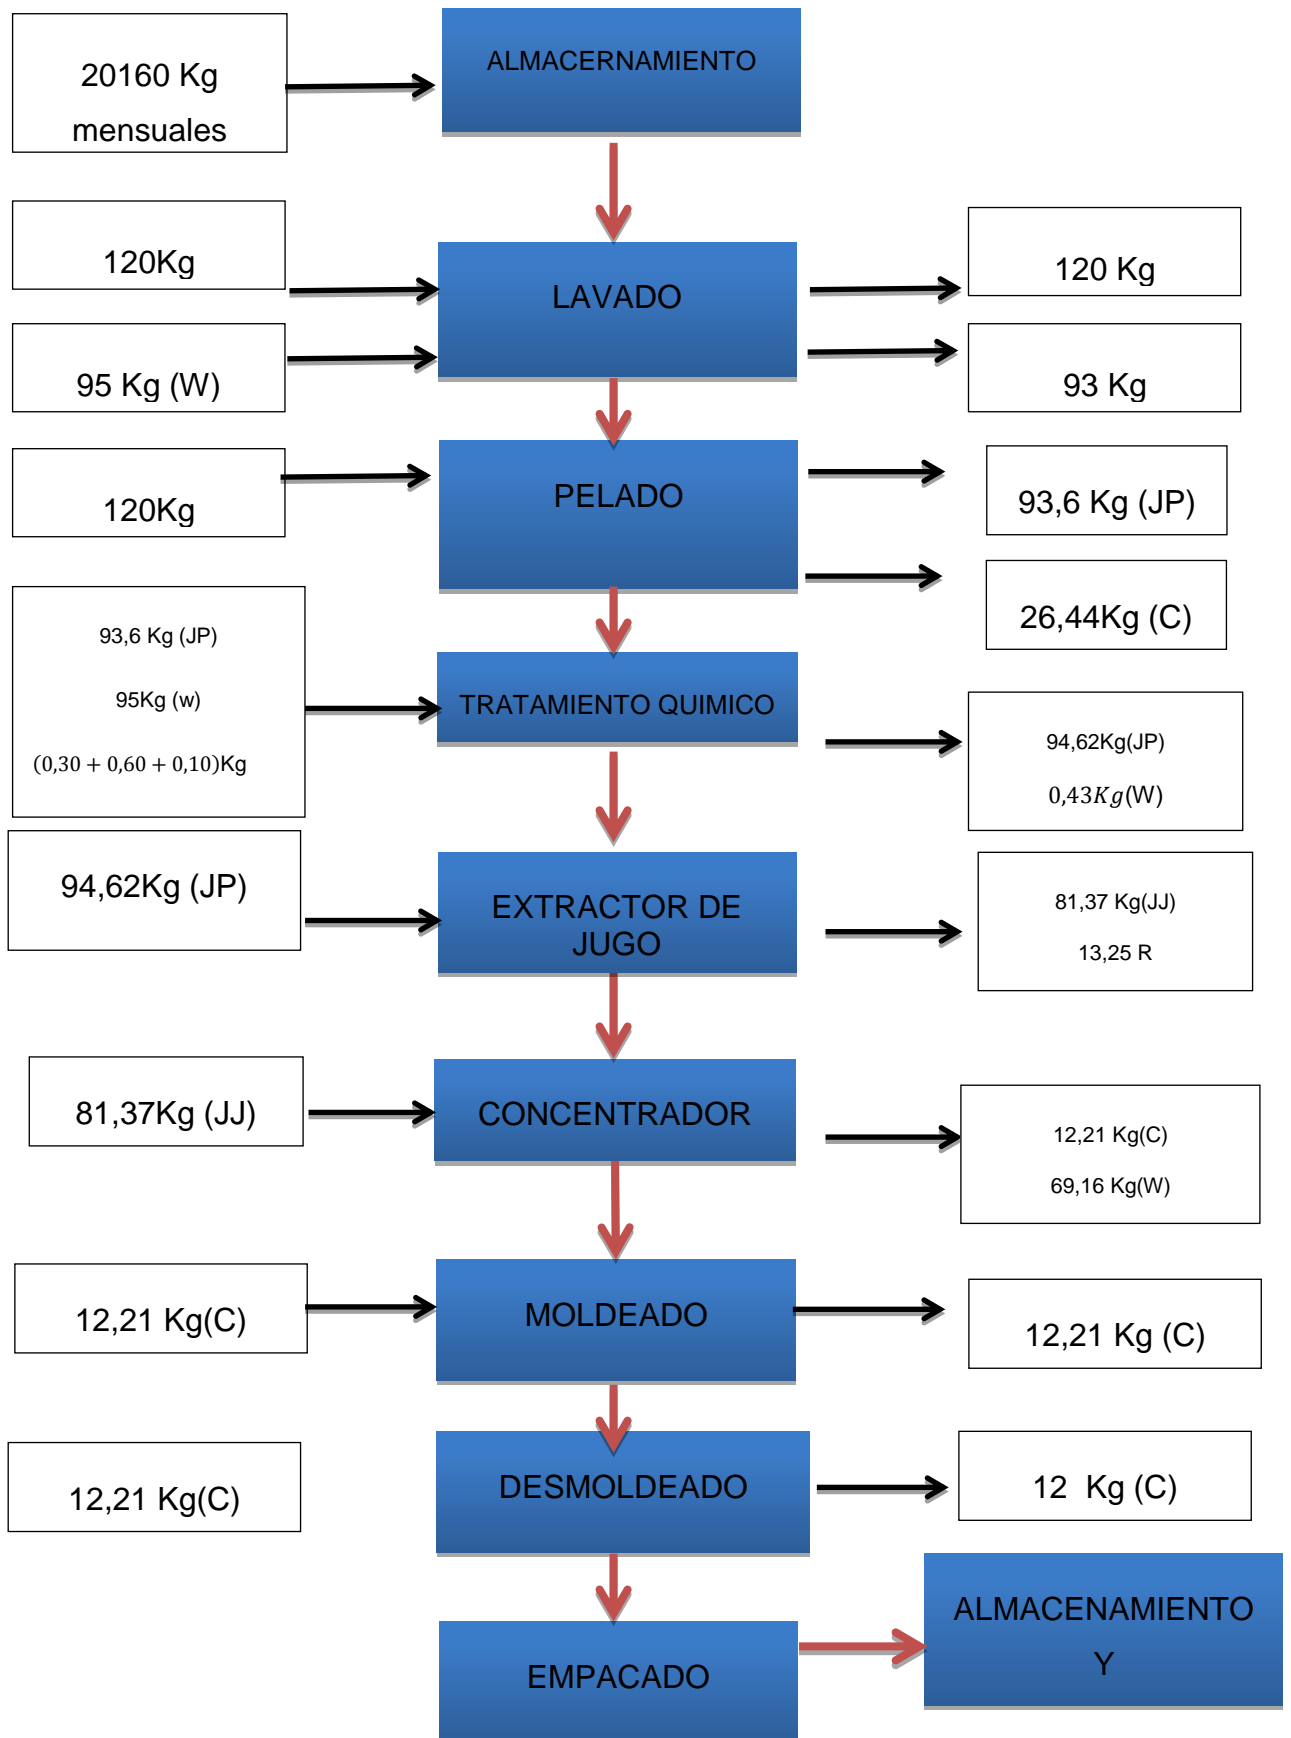 20160 Kg
mensuales
ALMACERNAMIENTO
120Kg
95 Kg (W)
LAVADO
120 Kg
93 Kg
120Kg
PELADO
93,6 Kg (JP)
26,44Kg (C)
93,6 Kg (JP)
95Kg (w)
(0,30 + 0,60 + 0,10)Kg
TRATAMIENTO QUIMICO
94,62Kg(JP)
0,43Kg(W)
94,62Kg (JP)
EXTRACTOR DE
JUGO
81,37 Kg(JJ)
13,25 R
81,37Kg (JJ)
CONCENTRADOR
12,21 Kg(C)
69,16 Kg(W)
12,21 Kg(C)
MOLDEADO
12,21 Kg (C)
12,21 Kg(C)
DESMOLDEADO
12 Kg (C)
EMPACADO
ALMACENAMIENTO
Y